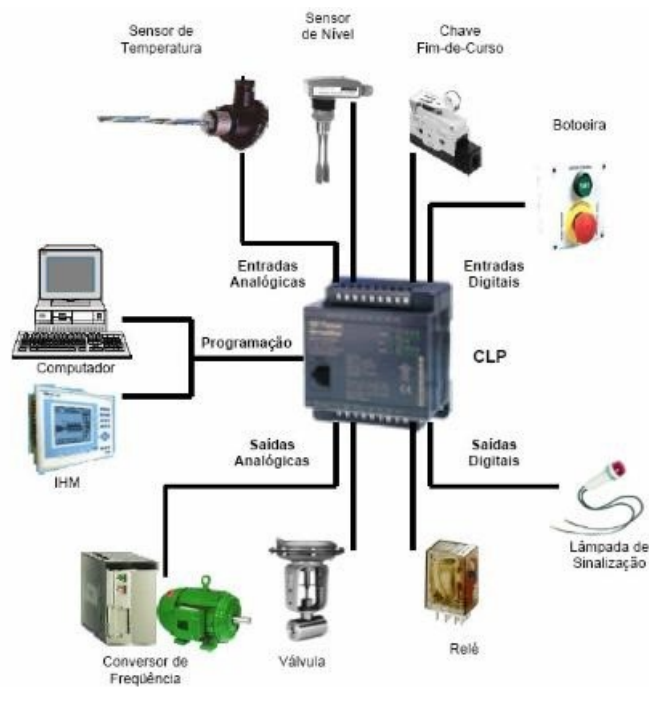 Sensor de
Temperatura
Sensor
de Nível
Chave
Fim-de-Curso
Botoeira
Entradas
Analógicas
Entradas
Digitais
Programação
CLP
Computador
IHM
Saídas
Analógicas
Saídas
Digitais
Lâmpada de
Sinalização
Conversor de
Freqüência
Válvula
Relé